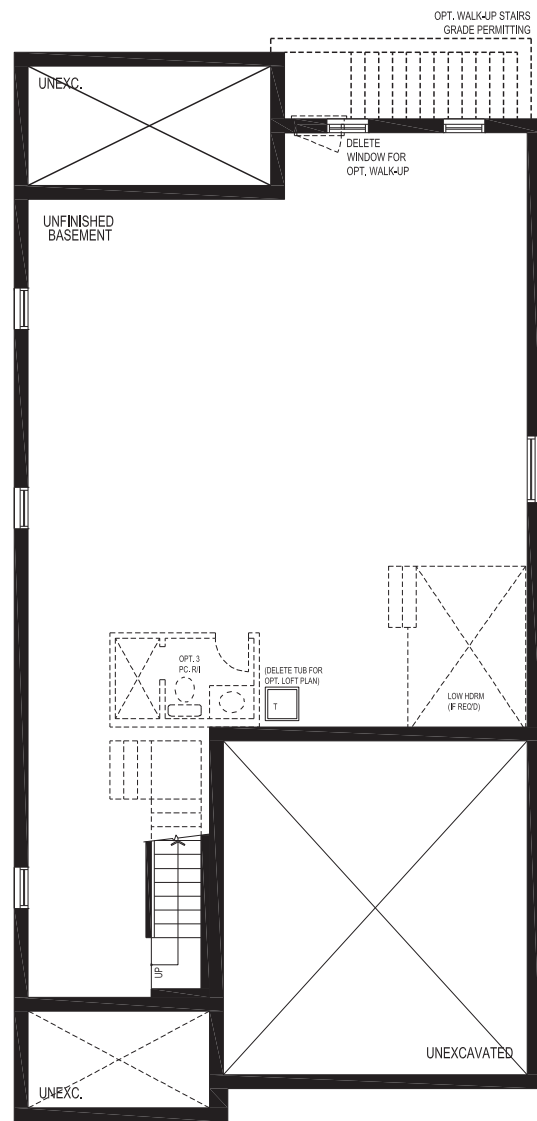 OPT. WALK-UP STAIRS
GRADE PERMITTING
UNEXC.
DELETE
WINDOW FOR
OPT. WALK-UP
UNFINISHED
BASEMENT
OPT. 3
PC. R/I
(DELETE TUB FOR
OPT. LOFT PLAN)
T
LOW HDRM
(IF REQ'D)
UP
UNEXCAVATED
UNEXC.